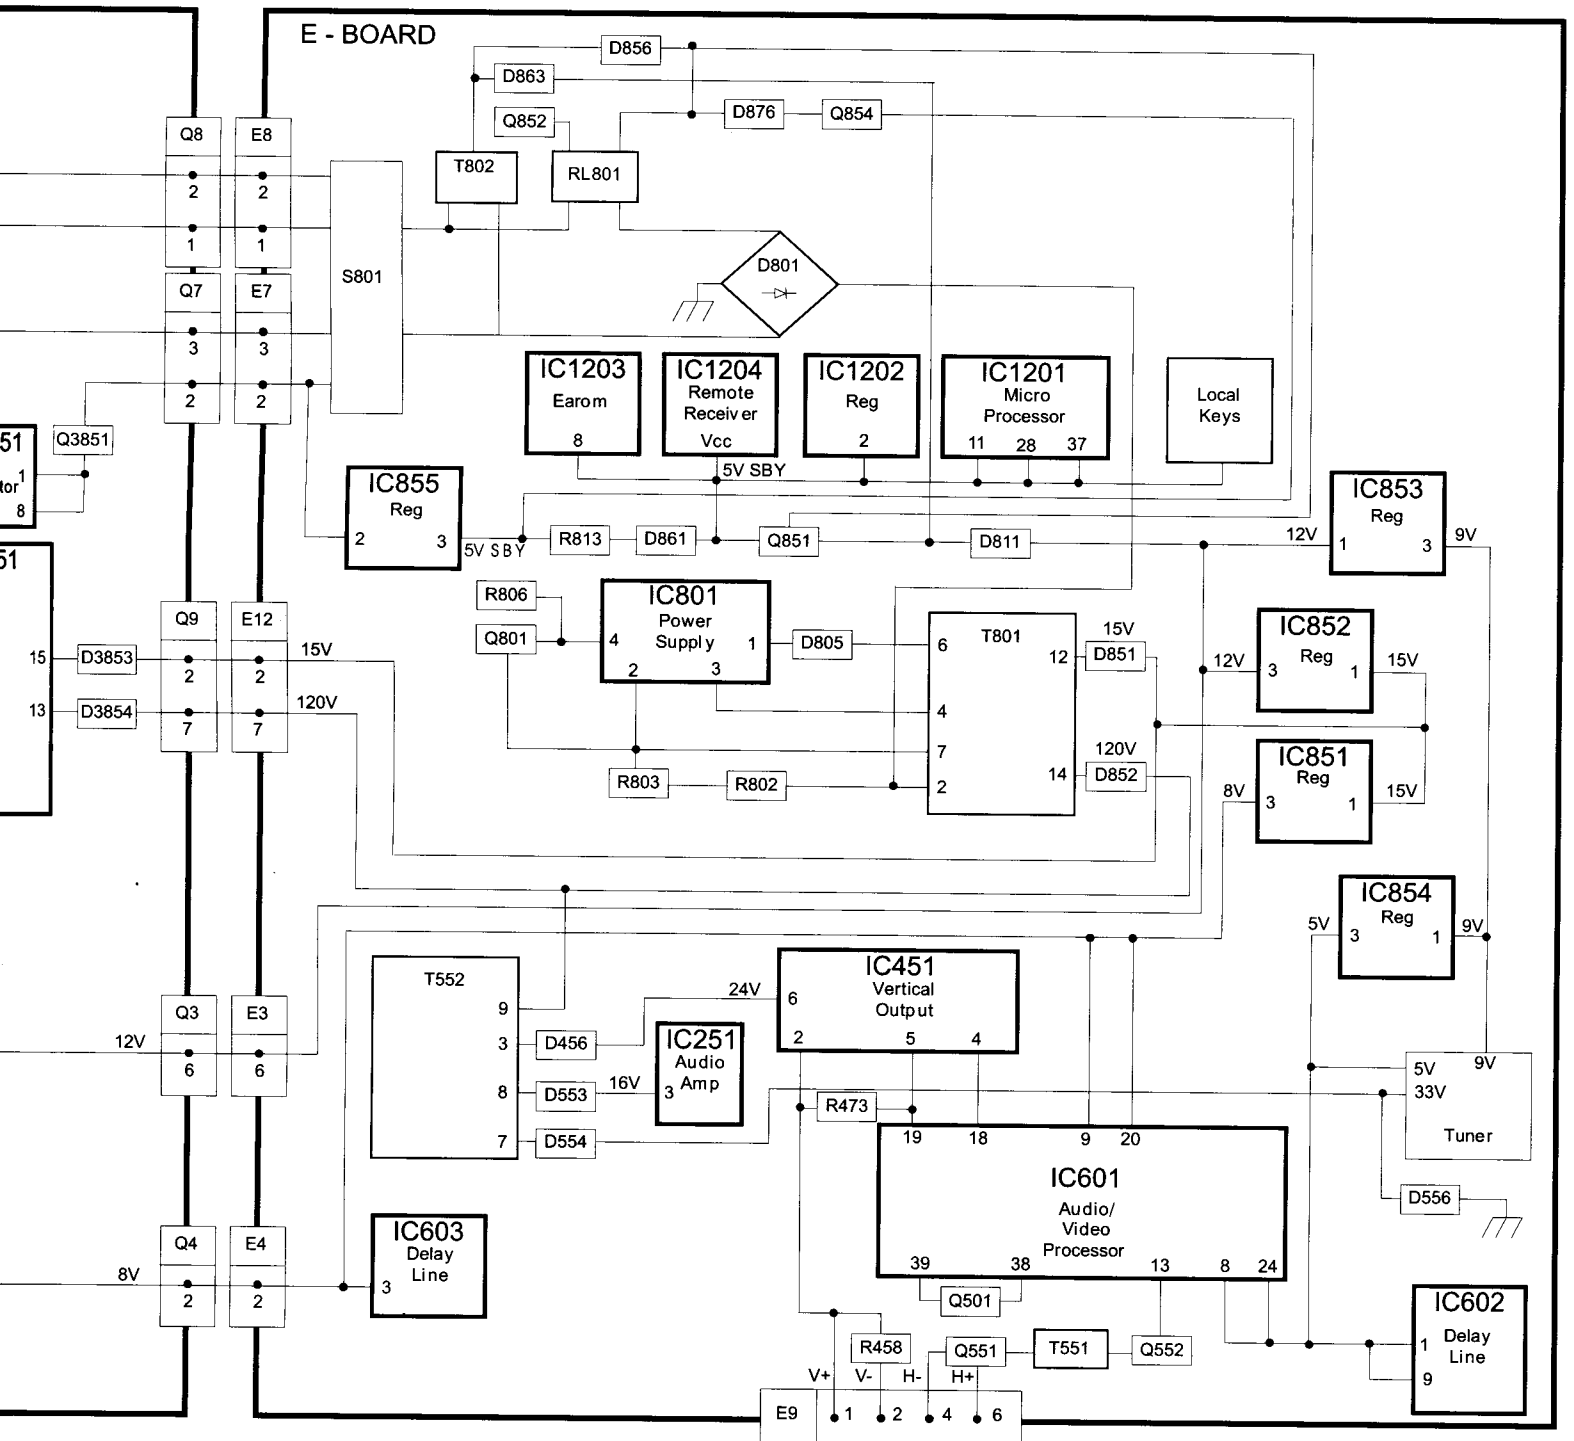 E - BOARD
D856
D863
D876
Q854
Q852
Q8
E8
T802
RL801
2
2
1
1
S801
D801
Q7
E7
3
3
2
2
IC1203
Earom
8
IC1204
Remote
Receiver
Vcc
IC1202
Reg
2
IC1201
Micro
Processor
11
28
37
Local
Keys
5V SBY
51
tor
1
8
Q3851
IC855
Reg
2
3
5V SBY
R813
D861
Q851
D811
12V
IC853
Reg
1
3
9V
51
15
D3853
13
D3854
Q9
E12
2
2
15V
7
7
120V
R806
Q801
IC801
Power
Supply
4
1
2
3
D805
T801
6
4
7
2
12
14
15V
D851
120V
D852
R803
R802
12V
IC852
Reg
3
1
15V
8V
IC851
Reg
3
1
15V
5V
IC854
Reg
3
1
9V
T552
9
3
8
7
D456
D553
D554
24V
16V
IC251
Audio
Amp
3
IC451
Vertical
Output
6
2
5
4
R473
Q3
E3
12V
6
6
9V
5V
33V
Tuner
D556
19
18
9
20
IC601
Audio/
Video
Processor
39
38
13
8
24
Q501
Q4
E4
8V
2
2
IC603
Delay
Line
3
R458
Q551
T551
Q552
IC602
Delay
Line
1
9
V+
V-
H-
H+
E9
1
2
4
6